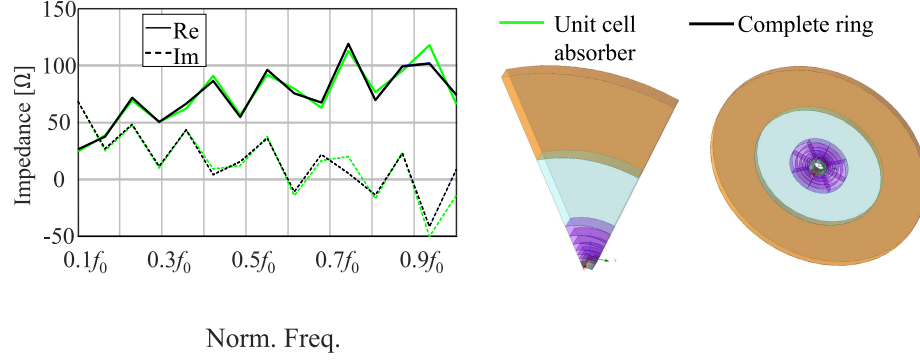 150
100
50
0
-50
Impedance [Ω]
Re
Im
0.1f₀
0.3f₀
0.5f₀
0.7f₀
0.9f₀
Norm. Freq.
Unit cell
absorber
Complete ring